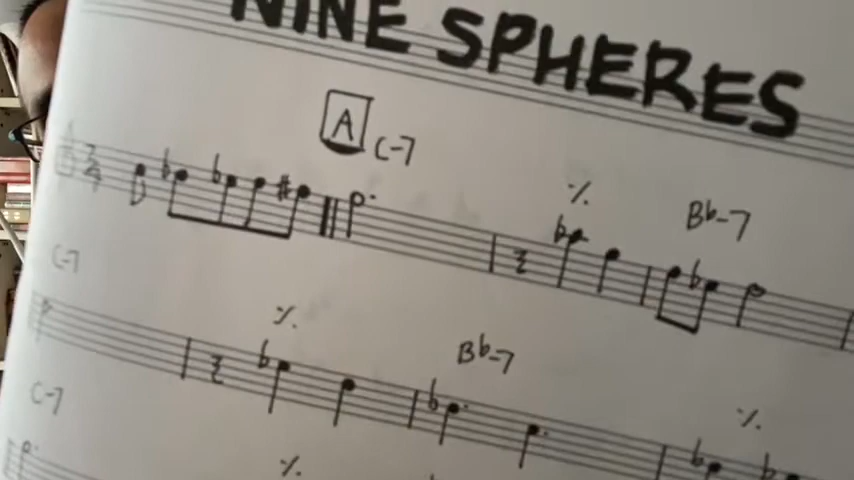 NINE SPHERES
A C-7 ٪ Bb-7
C-7 ٪ Bb-7 ٪
C-7 ٪